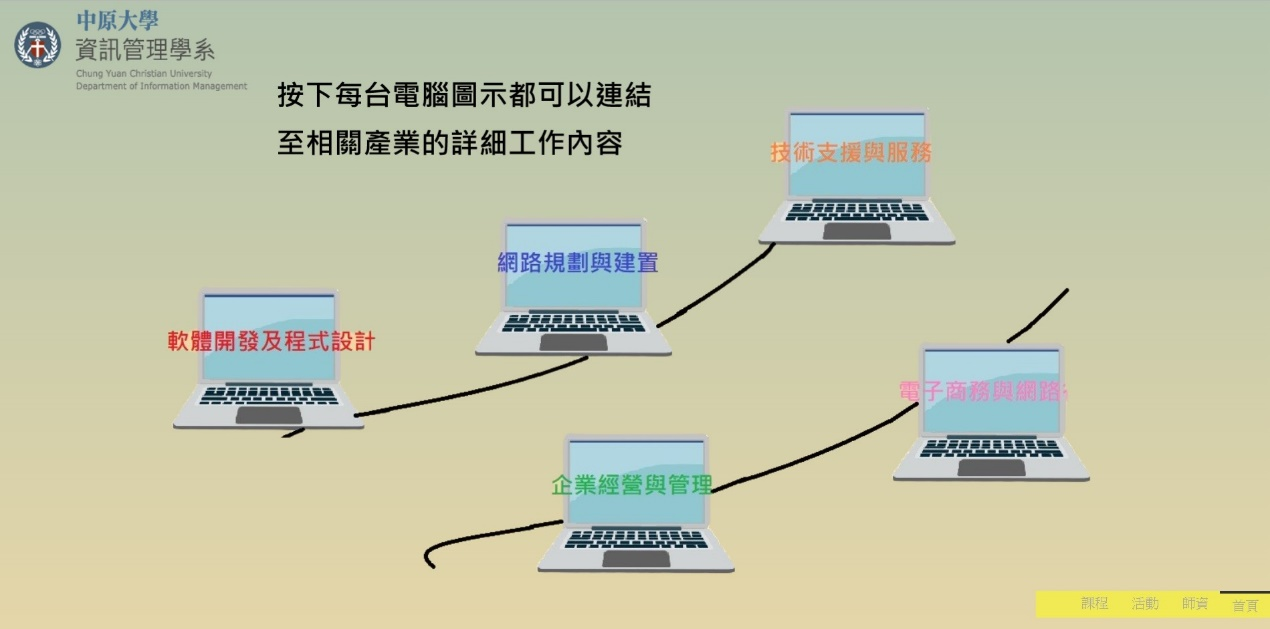 中原大學
資訊管理學系
Chung Yuan Christian University
Department of Information Management
按下每台電腦圖示都可以連結
至相關產業的詳細工作內容
技術支援與服務
網路規劃與建置
軟體開發及程式設計
電子商務與網路
企業經營與管理
課程 活動 師資 首頁